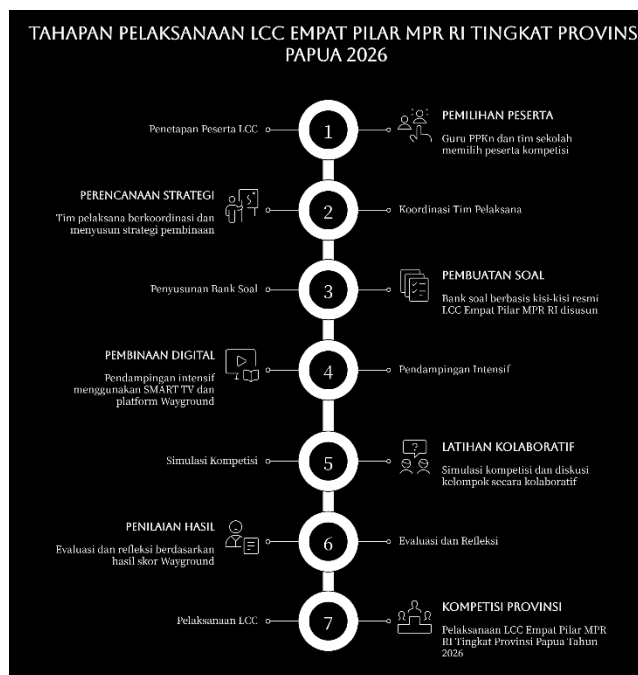 TAHAPAN PELAKSANAAN LCC EMPAT PILAR MPR RI TINGKAT PROVINS
PAPUA 2026
Penetapan Peserta LCC
1
PEMILIHAN PESERTA
Guru PPKn dan tim sekolah
memilih peserta kompetisi
PERENCANAAN STRATEGI
Tim pelaksana berkoordinasi dan
menyusun strategi pembinaan
2
Koordinasi Tim Pelaksana
Penyusunan Bank Soal
3
PEMBUATAN SOAL
Bank soal berbasis kisi-kisi resmi
LCC Empat Pilar MPR RI disusun
PEMBINAAN DIGITAL
Pendampingan intensif
menggunakan SMART TV dan
platform Wayground
4
Pendampingan Intensif
Simulasi Kompetisi
5
LATIHAN KOLABORATIF
Simulasi kompetisi dan diskusi
kelompok secara kolaboratif
PENILAIAN HASIL
Evaluasi dan refleksi berdasarkan
hasil skor Wayground
6
Evaluasi dan Refleksi
Pelaksanaan LCC
7
KOMPETISI PROVINSI
Pelaksanaan LCC Empat Pilar MPR
RI Tingkat Provinsi Papua Tahun
2026